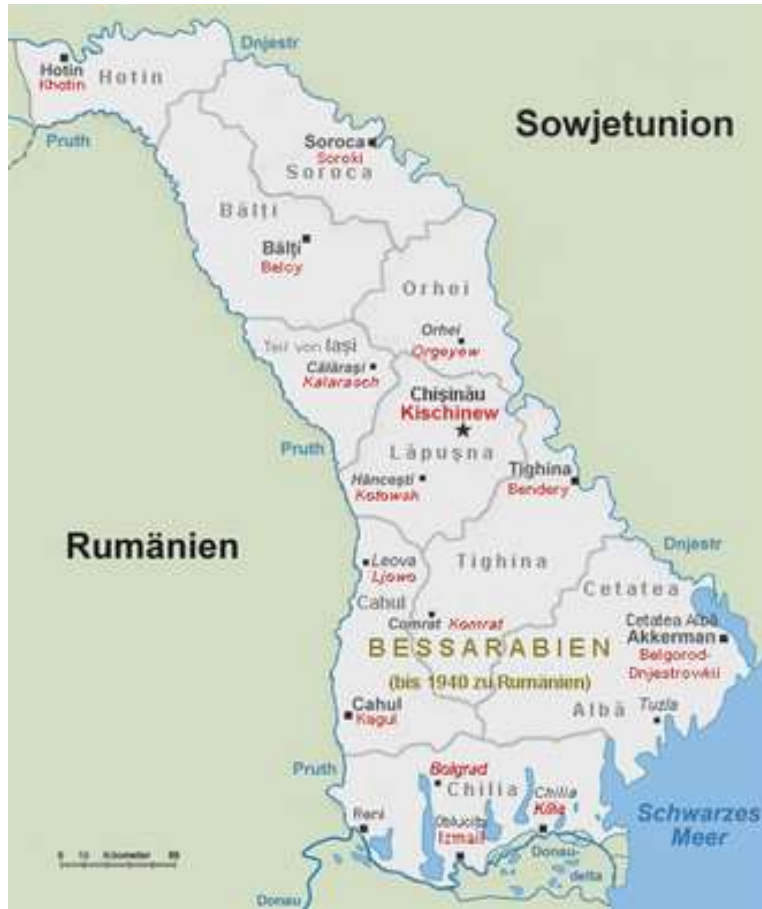 Dnjestr
Hotin
Khotin
Hotin
Pruth
Sowjetunion
Soroca
Soroki
Soroca
Bălţi
Bălţi
Belcy
Orhei
Orhei
Orgeyew
Teil von Iaşi
Călăraşi
Kalarasch
Chişinău
Kischinew
Lăpuşna
Pruth
Hânceşti
Kotowsk
Tighina
Bendery
Rumänien
Dnjestr
Leova
Ljowo
Tighina
Cetatea
Cahul
Comrat Komrat
Cetatea Albă
Akkerman
Belgorod-
Dnjestrowkii
BESSARABIEN
(bis 1940 zu Rumänien)
Cahul
Kagul
Albă
Tuzla
Pruth
Bolgrad
Chilia
Chilia
Kilia
Reni
Izmail
Schwarzes
Meer
Kilometer
Donau-
delta
Donau